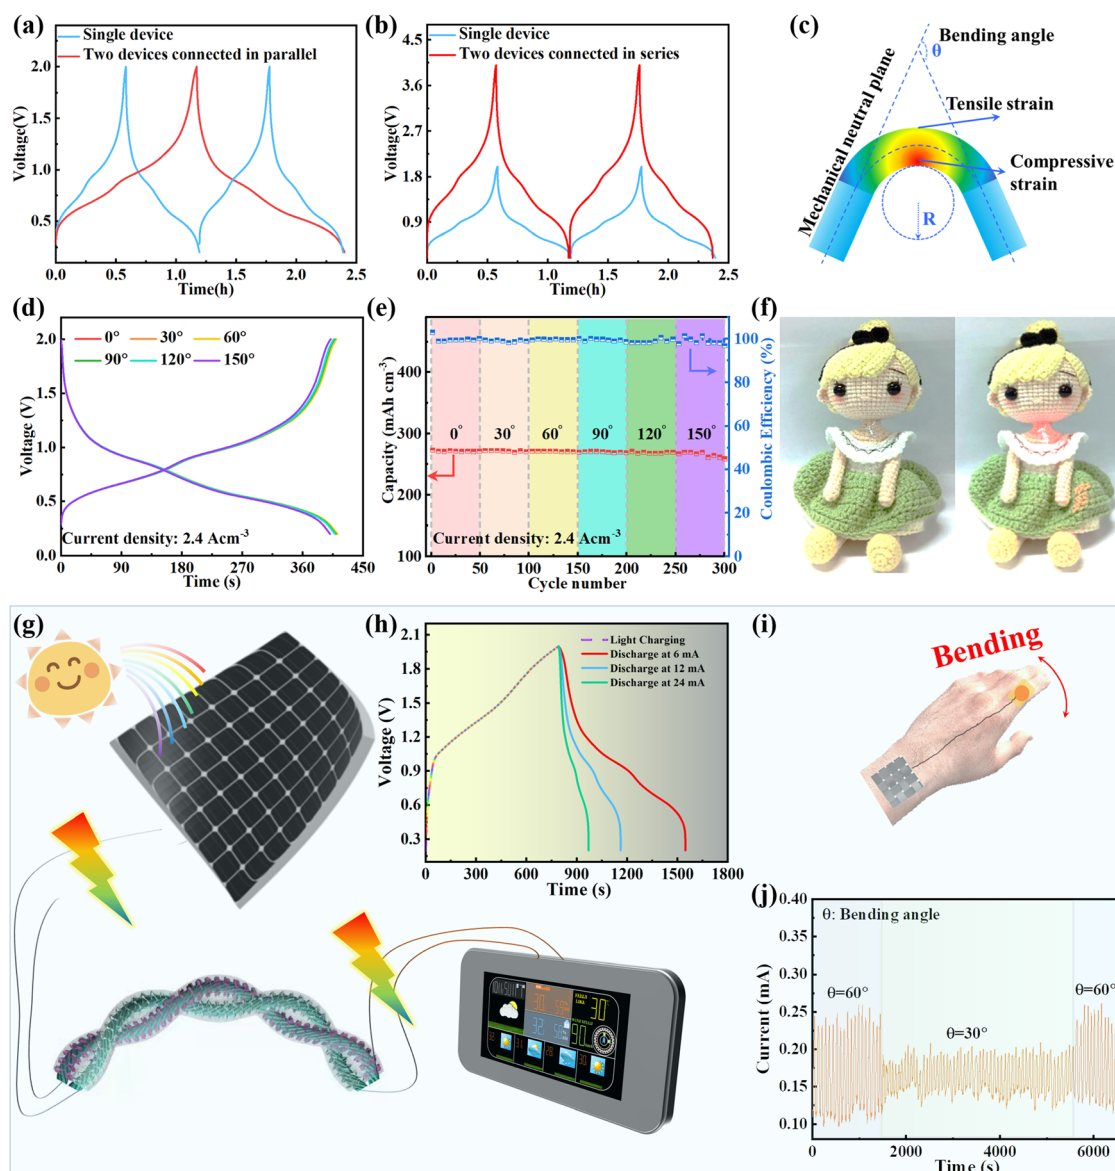 (a)
Single device
Two devices connected in parallel
2.0
1.5
1.0
0.5
Voltage(V)
0.0
0.5
1.0
1.5
2.0
2.5
Time(h)
(b)
Single device
Two devices connected in series
4.5
3.6
2.7
1.8
0.9
Voltage(V)
0.0
0.5
1.0
1.5
2.0
2.5
Time(h)
(c)
Bending angle
θ
Mechanical neutral plane
Tensile strain
Compressive
strain
R
(d)
0°
30°
60°
90°
120°
150°
2.0
1.5
1.0
0.5
0.0
Voltage (V)
Current density: 2.4 Acm-3
0
90
180
270
360
450
Time (s)
(e)
450
360
270
180
100
Capacity (mAh cm-3)
0°
30°
60°
90°
120°
150°
100
80
60
40
20
0
Coulombic Efficiency (%)
Current density: 2.4 Acm-3
0
50
100
150
200
250
300
Cycle number
(f)
(g)
(h)
Light Charging
Discharge at 6 mA
Discharge at 12 mA
Discharge at 24 mA
2.1
1.8
1.5
1.2
0.9
0.6
0.3
Voltage (V)
0
300
600
900
1200
1500
1800
Time (s)
(i)
Bending
(j)
θ: Bending angle
0.40
0.35
0.30
0.25
0.20
0.15
0.10
Current (mA)
θ=60°
θ=30°
θ=60°
0
2000
4000
6000
Time (s)
30°
32
90